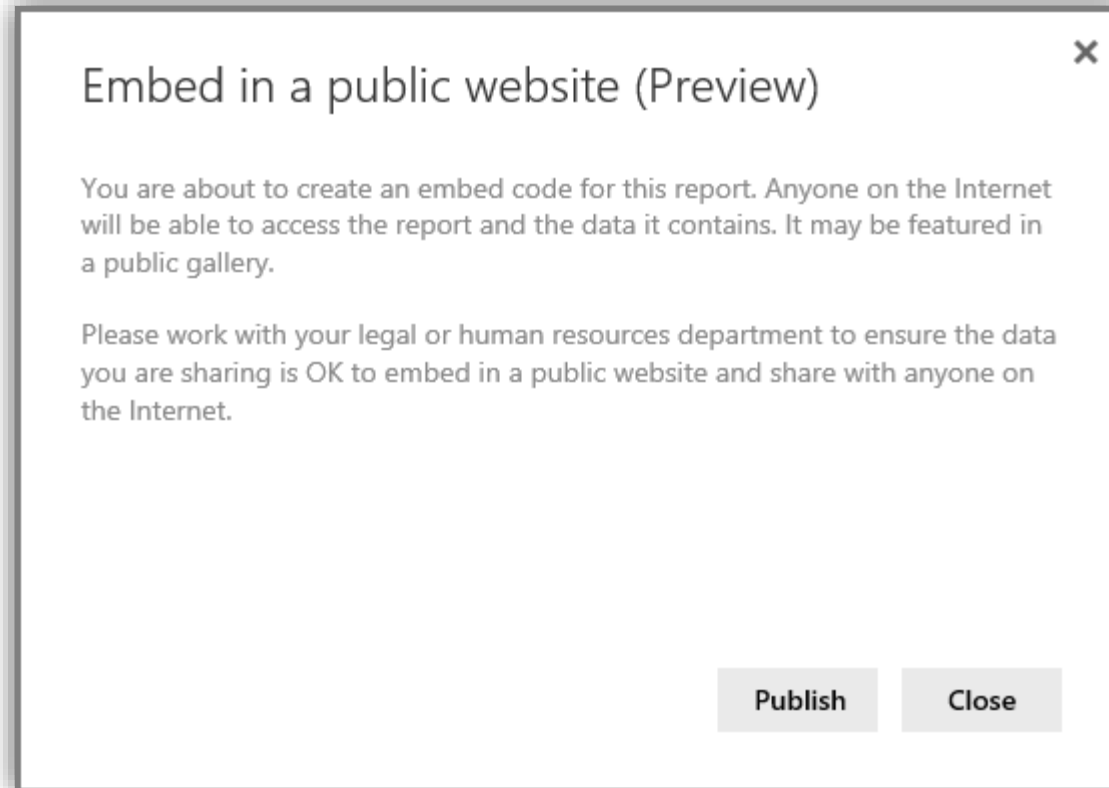 Embed in a public website (Preview)
You are about to create an embed code for this report. Anyone on the Internet
will be able to access the report and the data it contains. It may be featured in
a public gallery.
Please work with your legal or human resources department to ensure the data
you are sharing is OK to embed in a public website and share with anyone on
the Internet.
Publish Close